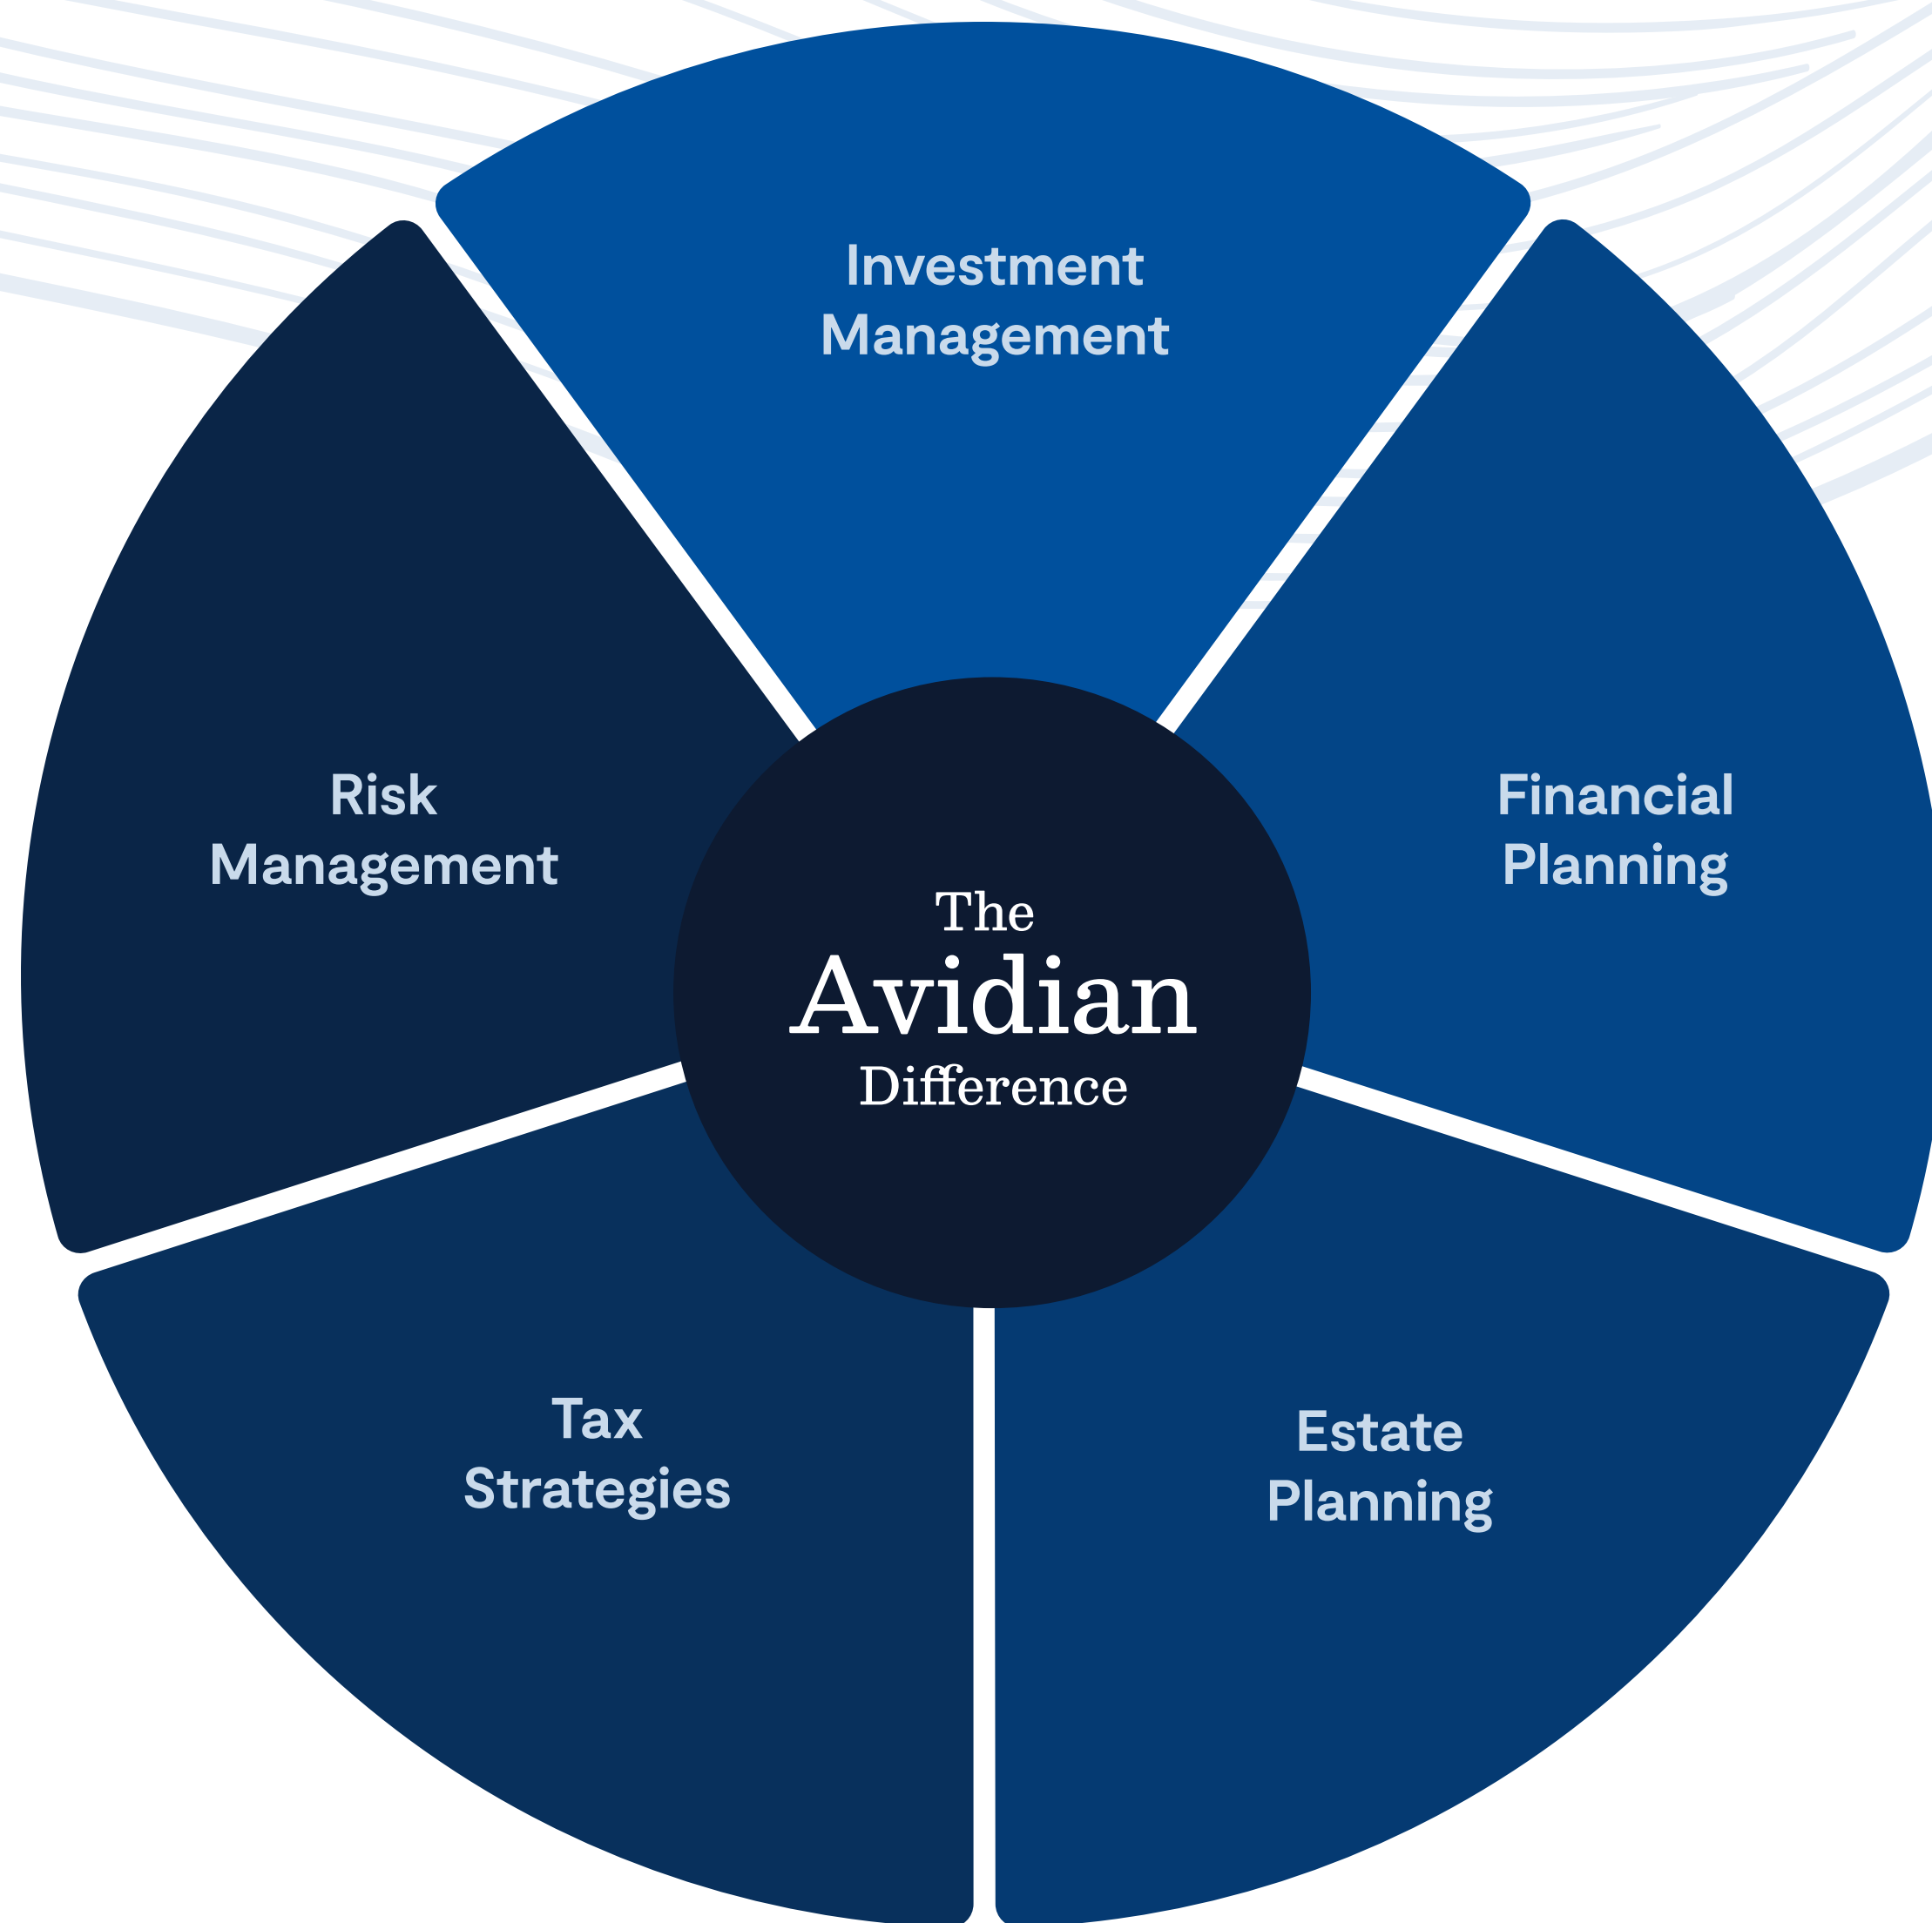 Investment
Management
Financial
Planning
Estate
Planning
Tax
Strategies
Risk
Management
The
Avidian
Difference